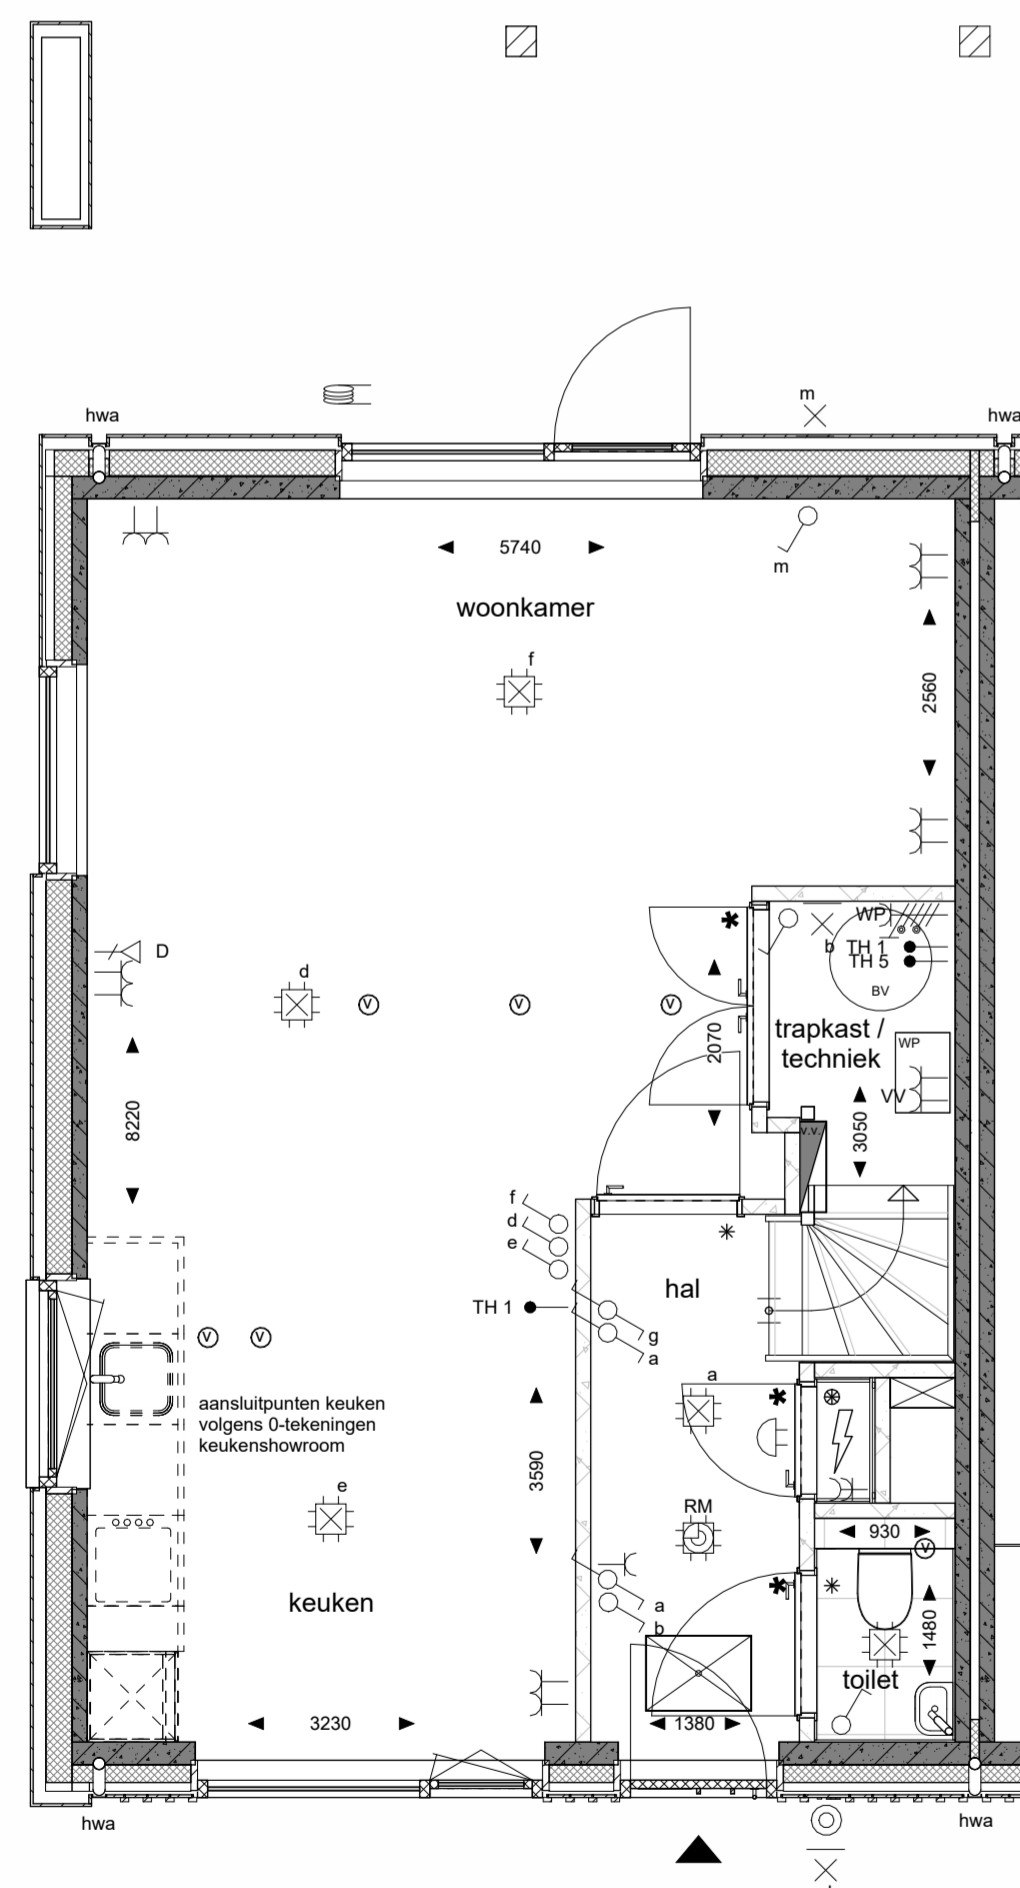 hwa
m
hwa
5740
m
woonkamer
f
2560
WP
b
TH 1
TH 5
D
d
V
V
V
BV
trapkast /
techniek
WP
2070
VV
8220
3050
v.v.
f
d
e
hal
TH 1
g
a
V
V
a
aansluitpunten keuken
volgens 0-tekeningen
keukenshowroom
3590
e
RM
930
V
keuken
a
b
1480
toilet
3230
1380
hwa
hwa